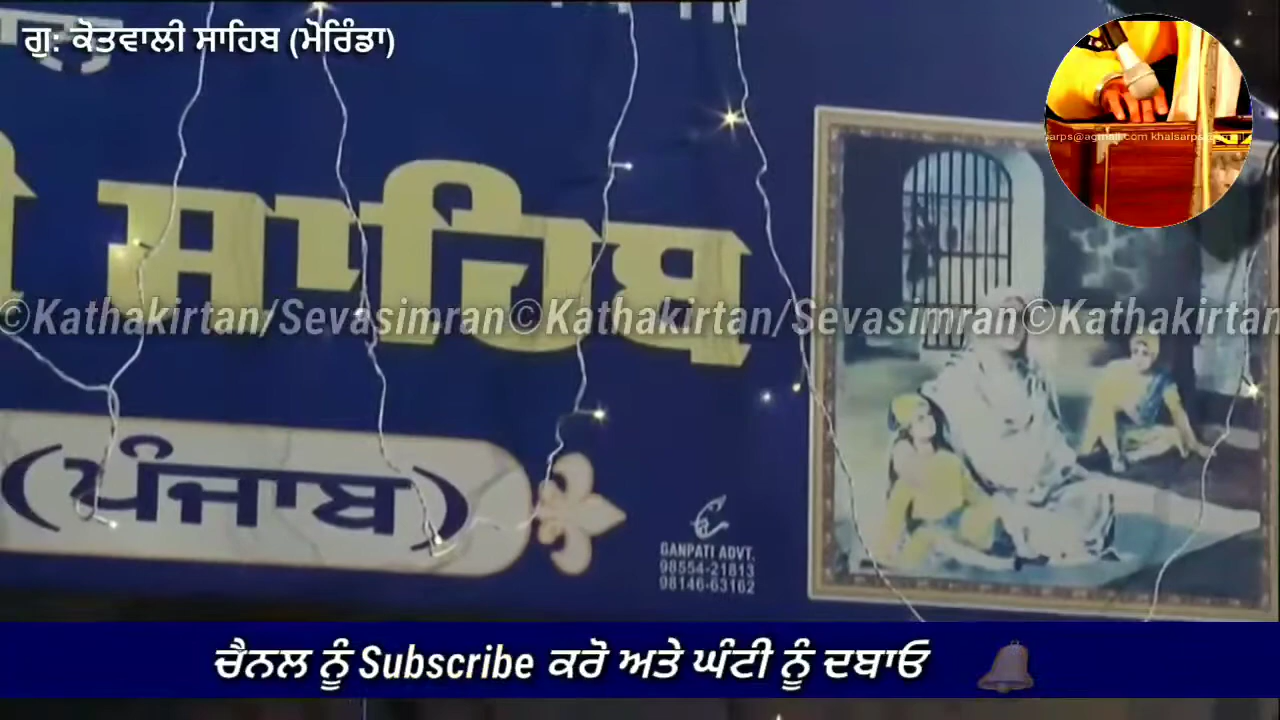 ਗੁ: ਕੋਤਵਾਲੀ ਸਾਹਿਬ (ਮੋਰਿੰਡਾ)
ਸਾਹਿਬ
©Kathakirtan/Sevasimran©Kathakirtan/Sevasimran©Kathakirtan
(ਪੰਜਾਬ)
GANPATI ADVT.
98554-21813
98146-63162
ਚੈਨਲ ਨੂੰ Subscribe ਕਰੋ ਅਤੇ ਘੰਟੀ ਨੂੰ ਦਬਾਓ